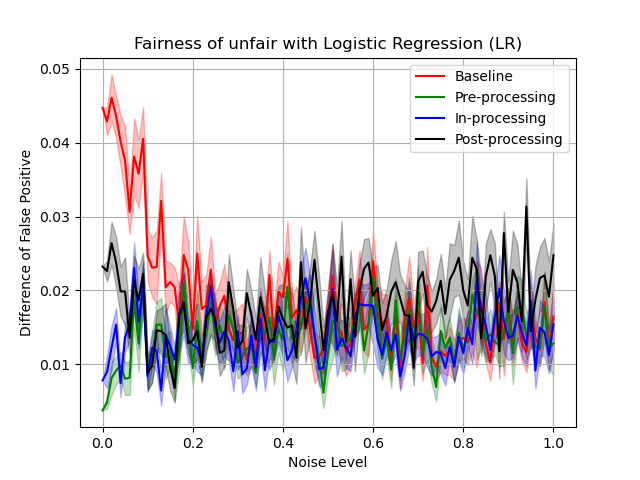 Fairness of unfair with Logistic Regression (LR)
Baseline
Pre-processing
In-processing
Post-processing
Difference of False Positive
0.05
0.04
0.03
0.02
0.01
0.0 0.2 0.4 0.6 0.8 1.0
Noise Level